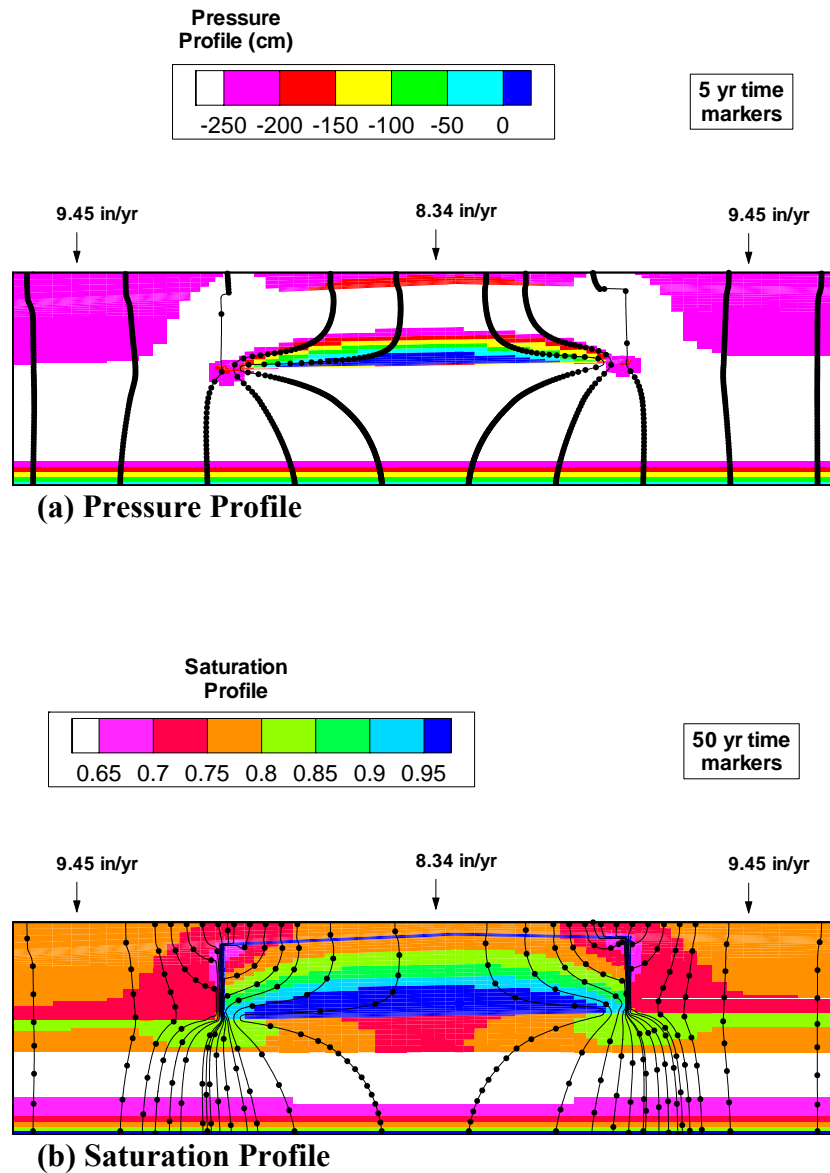 Pressure
Profile (cm)
-250 -200 -150 -100 -50 0
5 yr time
markers
9.45 in/yr 8.34 in/yr 9.45 in/yr
(a) Pressure Profile
Saturation
Profile
0.65 0.7 0.75 0.8 0.85 0.9 0.95
50 yr time
markers
9.45 in/yr 8.34 in/yr 9.45 in/yr
(b) Saturation Profile